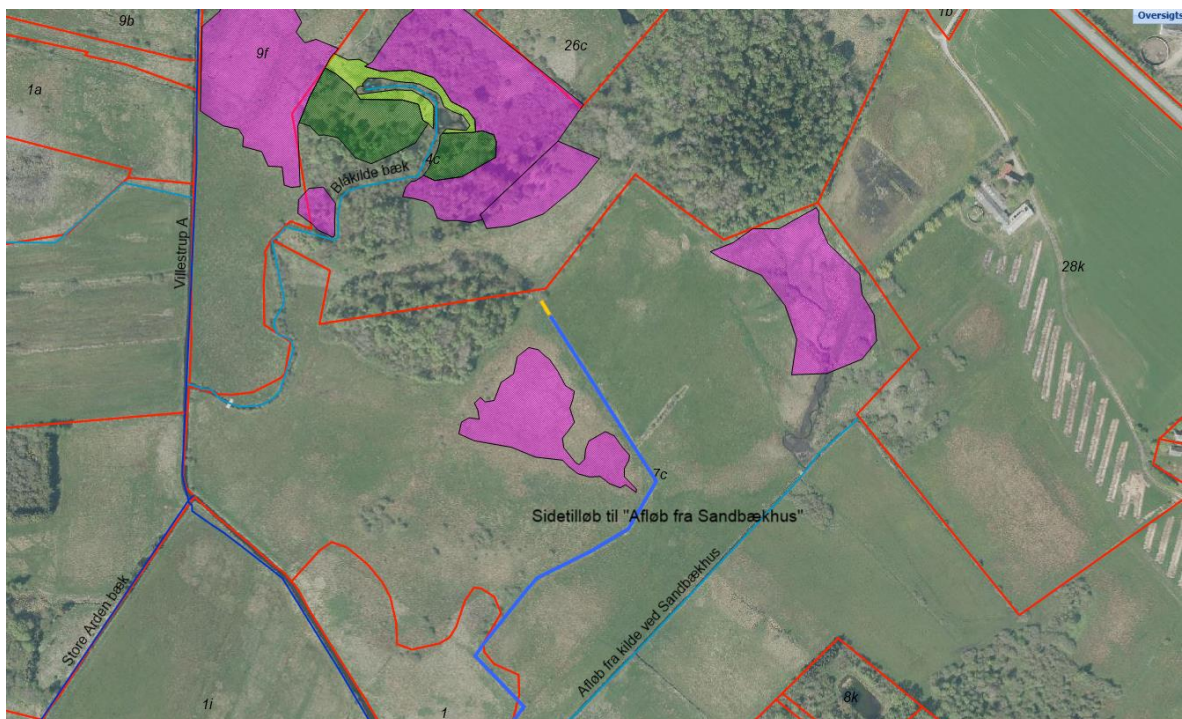 9b
1b
Oversigts
9f
26c
1a
4c
Blåkilde bæk
Villestrup A
28k
7c
Sidetilløb til "Afløb fra Sandbækhus"
Store Arden bæk
Afløb fra kilde ved Sandbækhus
8k
1i
1